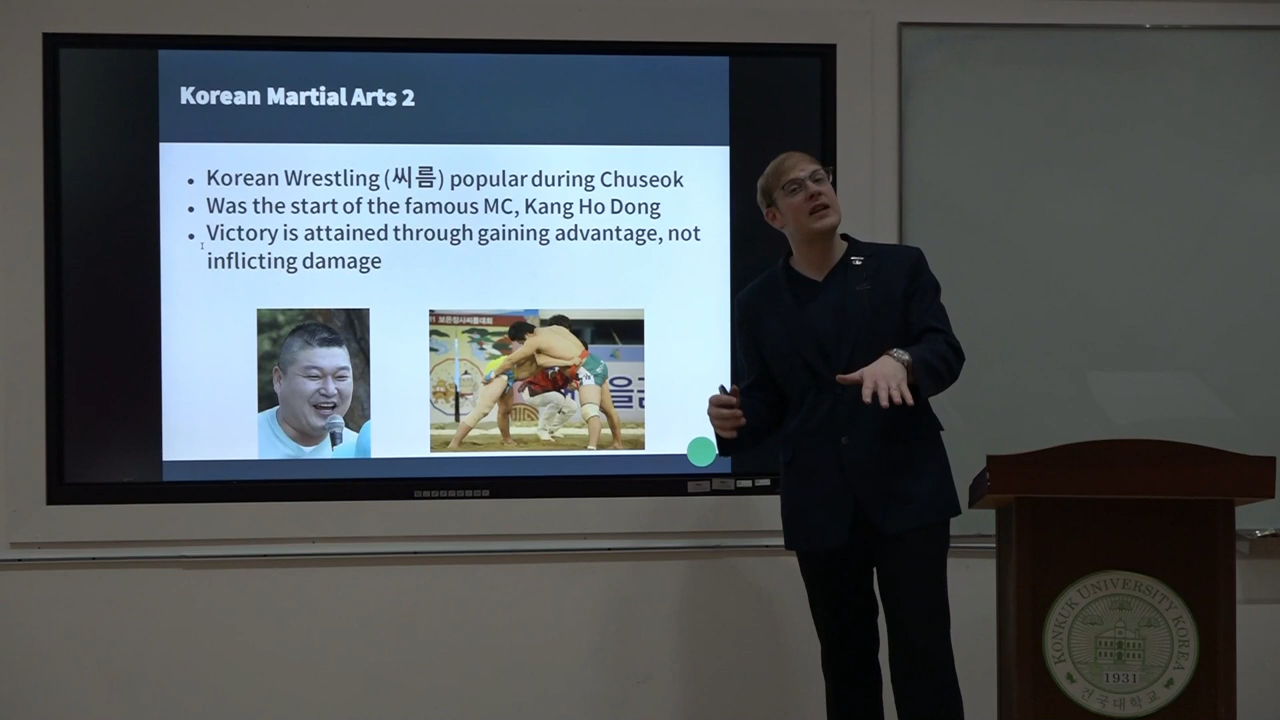 Korean Martial Arts 2
• Korean Wrestling (씨름) popular during Chuseok
• Was the start of the famous MC, Kang Ho Dong
• Victory is attained through gaining advantage, not
inflicting damage
을
KONKUK UNIVERSITY KOREA
1931
건국대학교